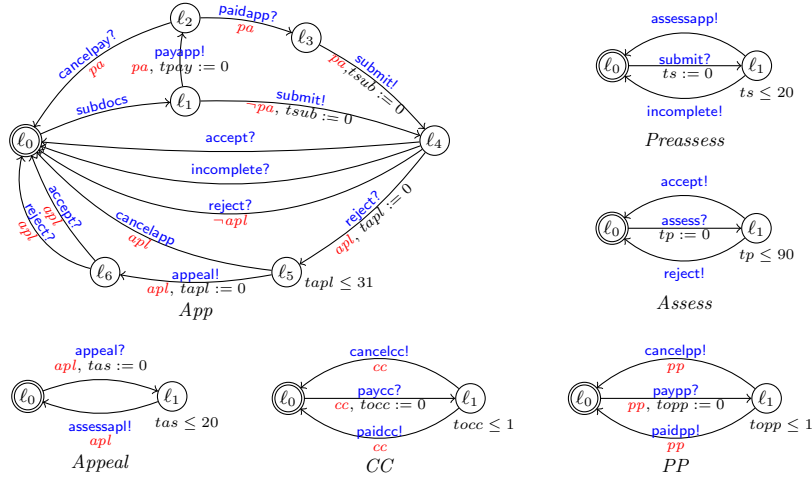 ℓ2
paidapp?
pa
ℓ3
cancelpay?
pa
payapp!
pa, tpay := 0
submit!
pa,tsub := 0
subdocs
ℓ1
submit!
¬pa, tsub := 0
ℓ0
ℓ4
accept?
incomplete?
reject?
¬apl
reject?
apl, tapl := 0
cancelapp
apl
accept?
apl
reject?
apl
ℓ6
appeal!
apl, tapl := 0
ℓ5
tapl ≤ 31
App
assessapp!
ℓ0
submit?
ts := 0
ℓ1
ts ≤ 20
incomplete!
Preassess
accept!
ℓ0
assess?
tp := 0
ℓ1
tp ≤ 90
reject!
Assess
appeal?
apl, tas := 0
ℓ0
ℓ1
tas ≤ 20
assessapl!
apl
Appeal
cancelcc!
cc
ℓ0
paycc?
cc, tocc := 0
ℓ1
tocc ≤ 1
paidcc!
cc
CC
cancelpp!
pp
ℓ0
paypp?
pp, topp := 0
ℓ1
topp ≤ 1
paidpp!
pp
PP